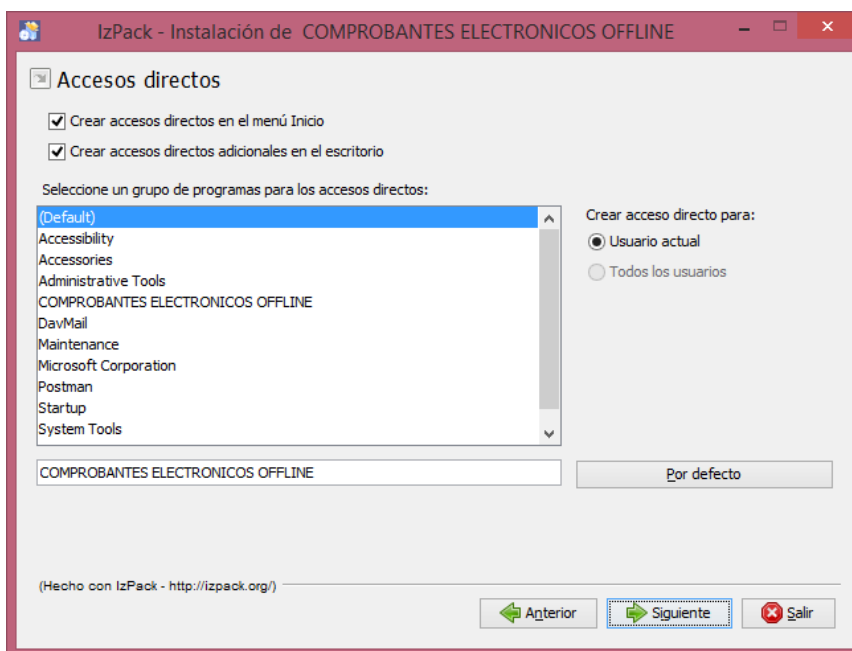 IzPack - Instalación de  COMPROBANTES ELECTRONICOS OFFLINE
Accesos directos
Crear accesos directos en el menú Inicio
Crear accesos directos adicionales en el escritorio
Seleccione un grupo de programas para los accesos directos:
(Default)
Accessibility
Accessories
Administrative Tools
COMPROBANTES ELECTRONICOS OFFLINE
DavMail
Maintenance
Microsoft Corporation
Postman
Startup
System Tools
Crear acceso directo para:
Usuario actual
Todos los usuarios
COMPROBANTES ELECTRONICOS OFFLINE
Por defecto
(Hecho con IzPack - http://izpack.org/)
Anterior
Siguiente
Salir